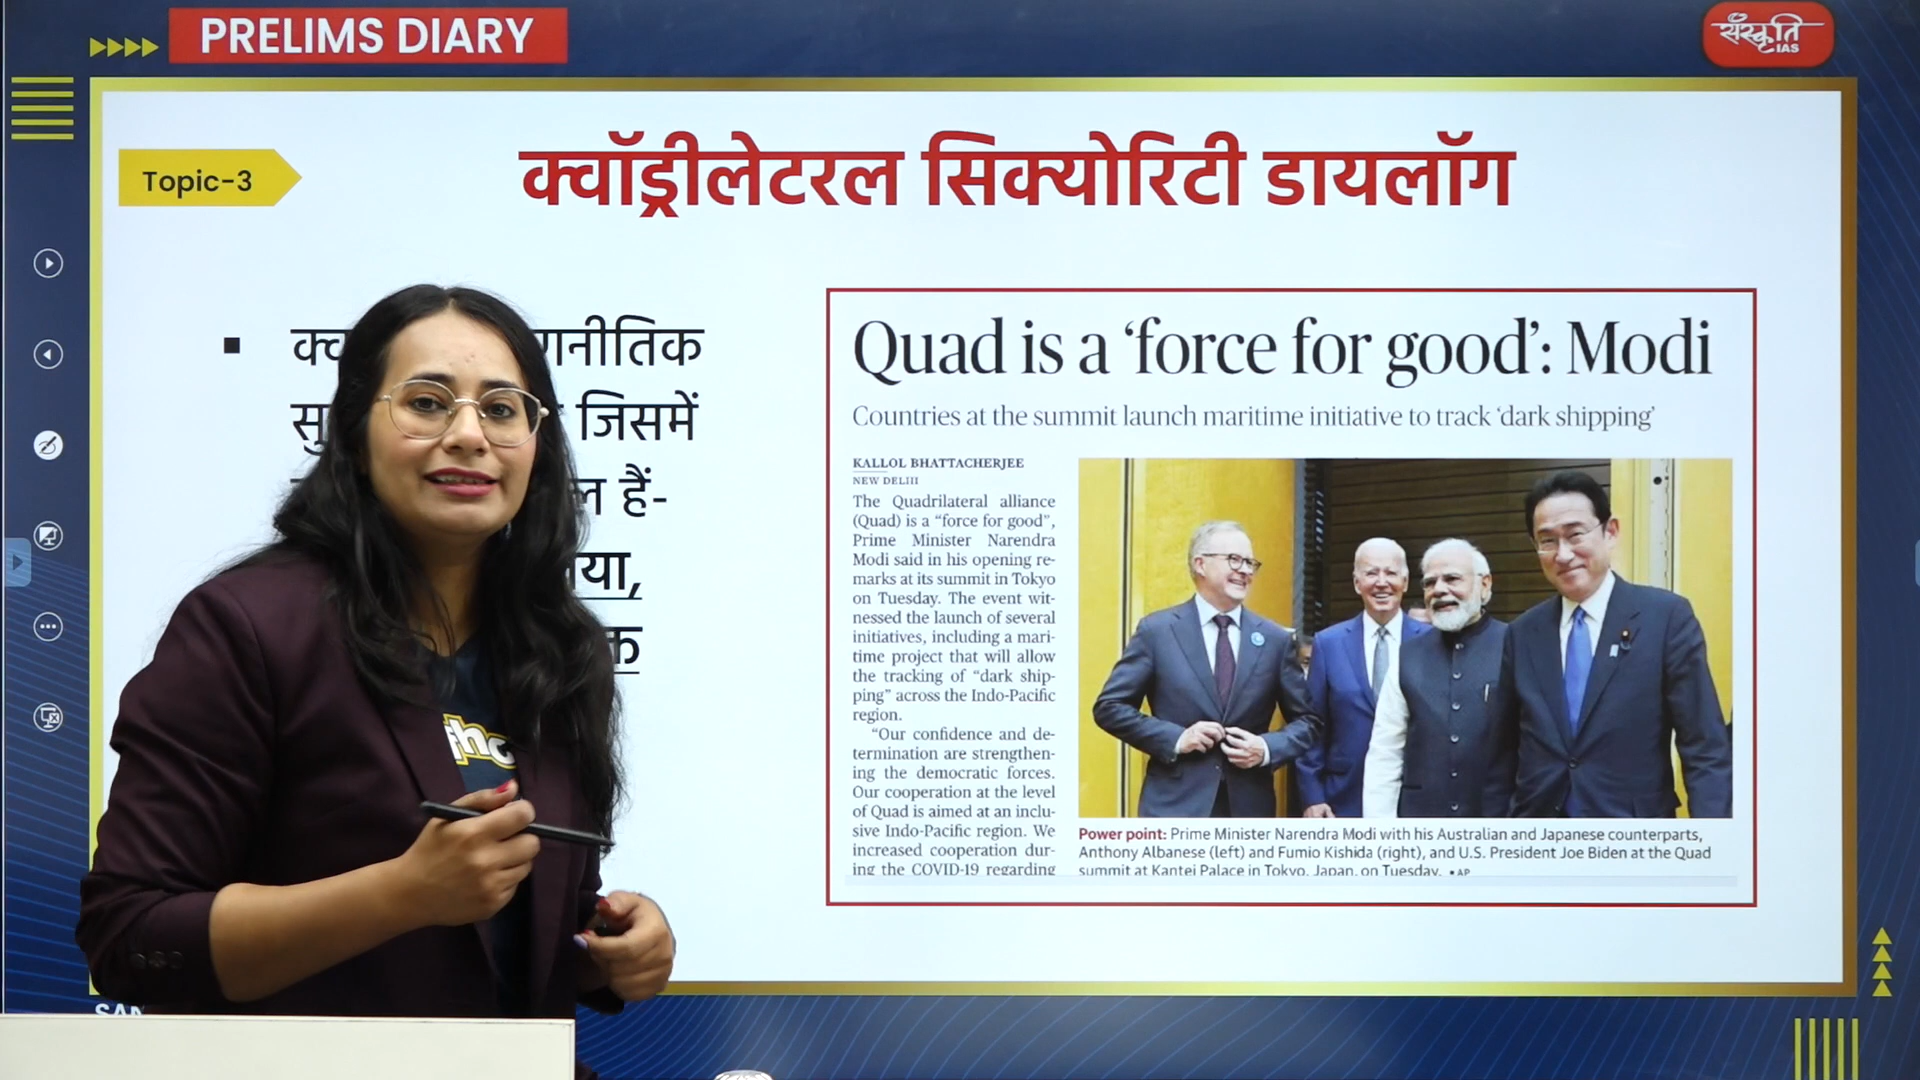 PRELIMS DIARY
संस्कृति
IAS
Topic-3
क्वॉड्रीलेटरल सिक्योरिटी डायलॉग
जिसमें
हैं-
Quad is a ‘force for good’: Modi
Countries at the summit launch maritime initiative to track ‘dark shipping’
KALLOL BHATTACHERJEE
NEW DELHI
The Quadrilateral alliance
(Quad) is a “force for good”,
Prime Minister Narendra
Modi said in his opening re-
marks at its summit in Tokyo
on Tuesday. The event wit-
nessed the launch of several
initiatives, including a mari-
time project that will allow
the tracking of “dark ship-
ping” across the Indo-Pacific
region.
“Our confidence and de-
termination are strengthen-
ing the democratic forces.
Our cooperation at the level
of Quad is aimed at an inclu-
sive Indo-Pacific region. We
increased cooperation dur-
ing the COVID-19 regarding
Power point: Prime Minister Narendra Modi with his Australian and Japanese counterparts,
Anthony Albanese (left) and Fumio Kishida (right), and U.S. President Joe Biden at the Quad
summit at Kantei Palace in Tokyo, Japan, on Tuesday. ▪ AP